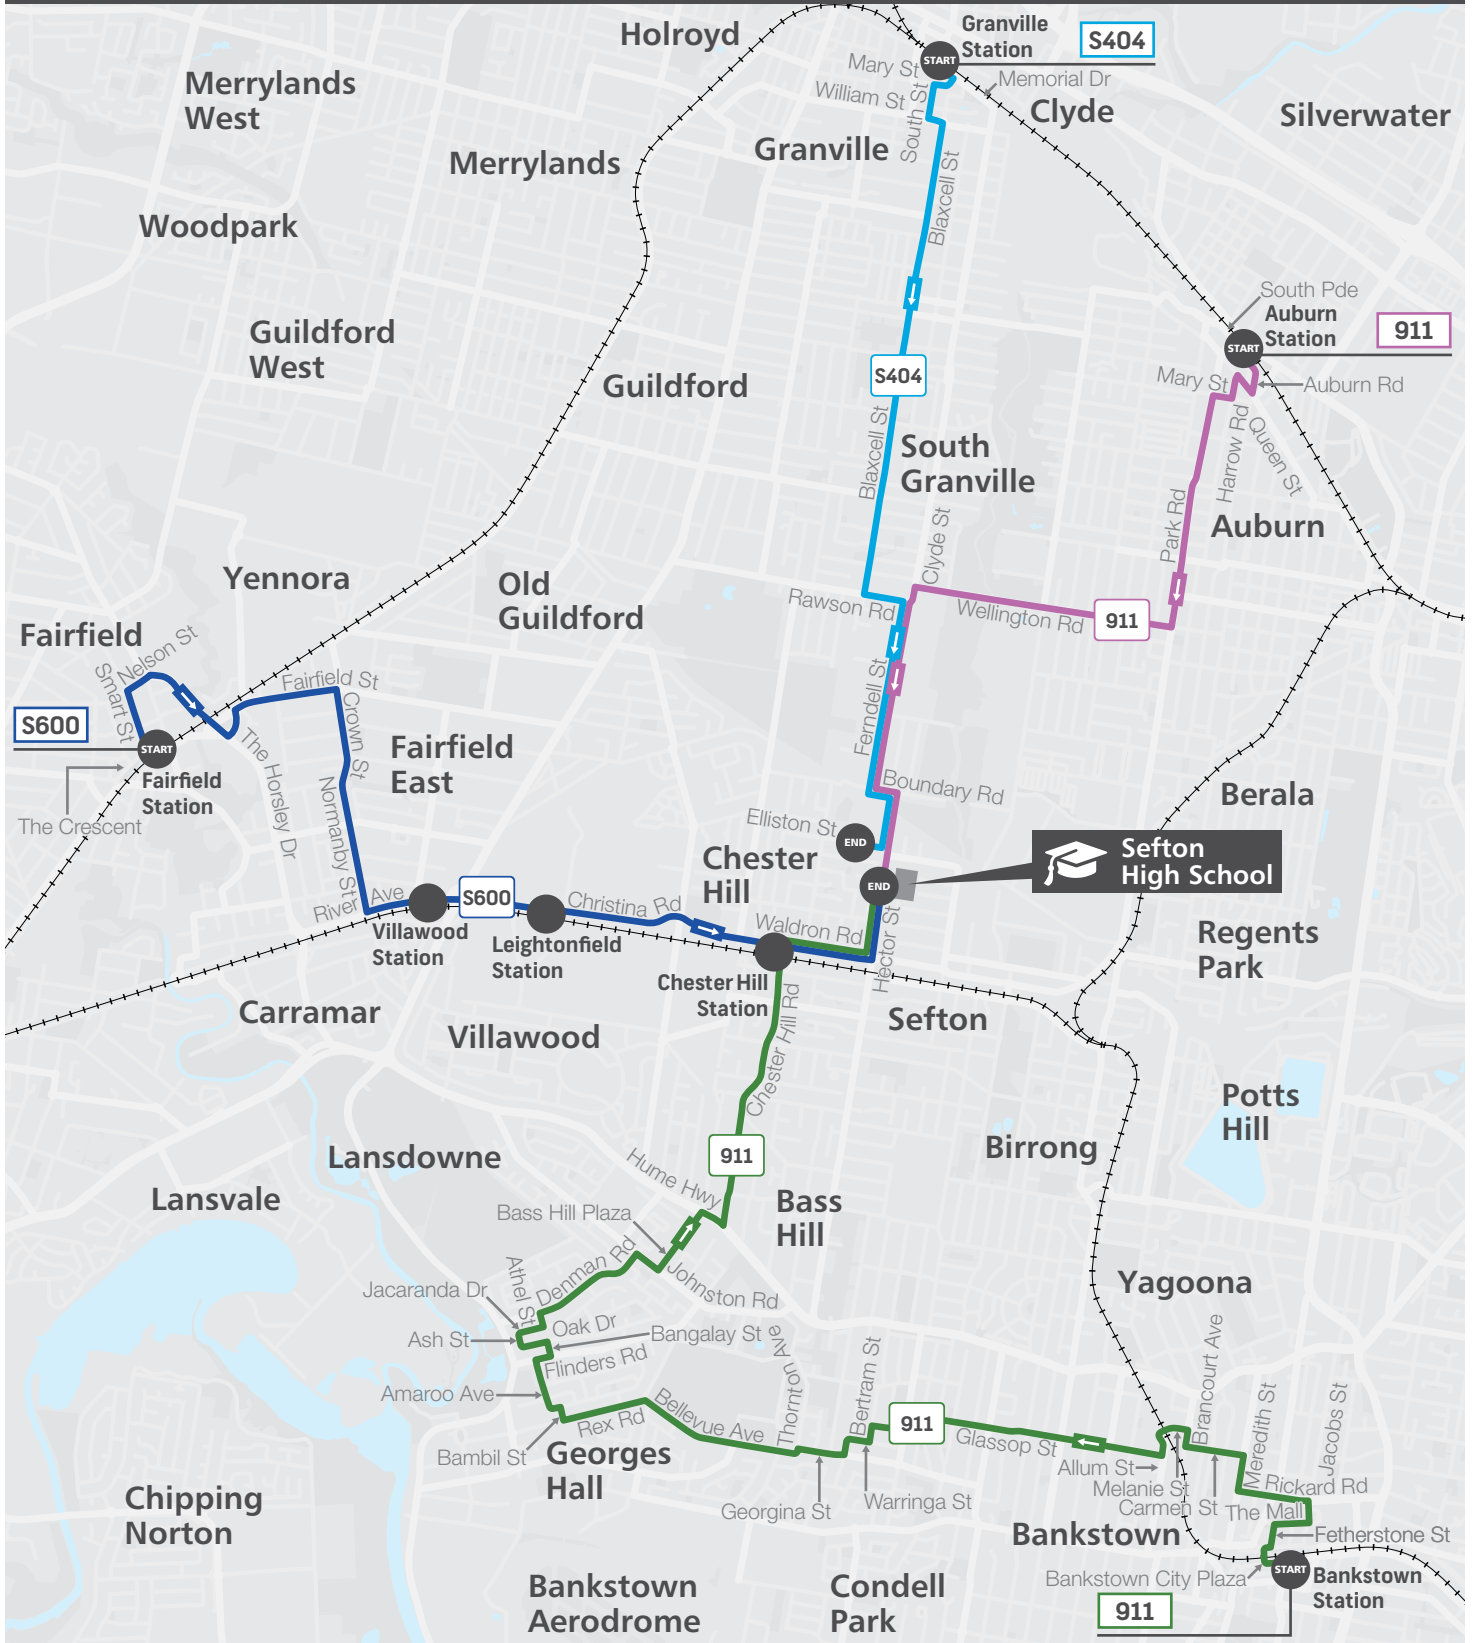 Holroyd
Granville
Station
S404
START
Mary St
Memorial Dr
Merrylands
West
William St
South St
Clyde
Silverwater
Granville
Merrylands
Blaxcell St
Woodpark
South Pde
Auburn
Station
911
START
Guildford
West
Guildford
S404
Mary St
Auburn Rd
Harrow Rd
Queen St
Blaxcell St
South
Granville
Park Rd
Auburn
Clyde St
Yennora
Old
Guildford
Rawson Rd
Wellington Rd
911
Fairfield
Nelson St
Smart St
Fairfield St
Crown St
Ferndell St
S600
START
Fairfield
Station
The Crescent
The Horsley Dr
Normanby St
Fairfield
East
Boundary Rd
Berala
Elliston St
END
Chester
Hill
Sefton
High School
END
River Ave
S600
Christina Rd
Villawood
Station
Leightonfield
Station
Waldron Rd
Hector St
Regents
Park
Chester Hill
Station
Carramar
Villawood
Chester Hill Rd
Sefton
Potts
Hill
Birrong
Lansdowne
911
Hume Hwy
Lansvale
Bass Hill Plaza
Bass
Hill
Athel St
Denman Rd
Johnston Rd
Yagoona
Jacaranda Dr
Ash St
Oak Dr
Bangalay St
Flinders Rd
Thornton Ave
Bertram St
Brancourt Ave
Amaroo Ave
Meredith St
Jacobs St
Rex Rd
Bellevue Ave
911
Glassop St
Bambil St
Georges
Hall
Allum St
Melanie St
Carmen St
Rickard Rd
The Mall
Georgina St
Warringa St
Chipping
Norton
Bankstown
Fetherstone St
START
Bankstown
Station
Bankstown City Plaza
Bankstown
Aerodrome
Condell
Park
911